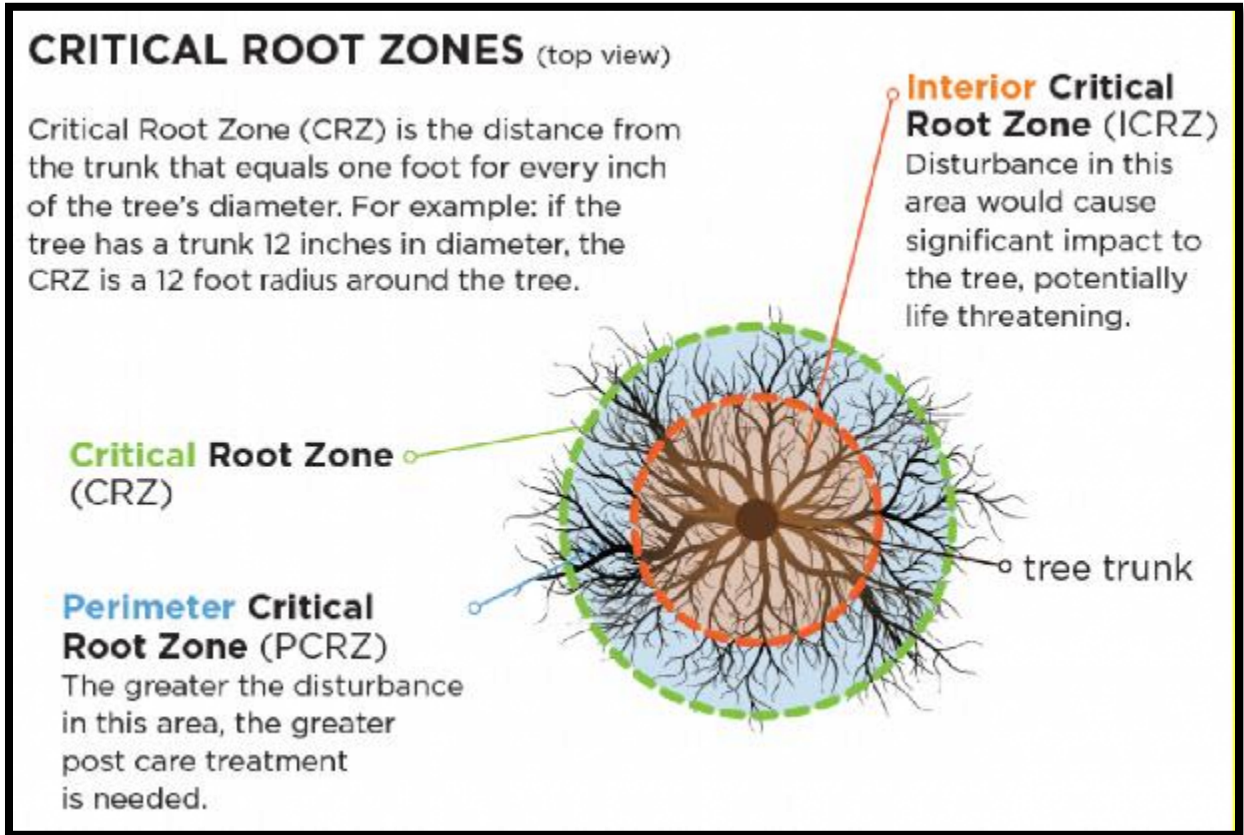 CRITICAL ROOT ZONES (top view)
Critical Root Zone (CRZ) is the distance from
the trunk that equals one foot for every inch
of the tree's diameter. For example: if the
tree has a trunk 12 inches in diameter, the
CRZ is a 12 foot radius around the tree.
Interior Critical
Root Zone (ICRZ)
Disturbance in this
area would cause
significant impact to
the tree, potentially
life threatening.
Critical Root Zone
(CRZ)
tree trunk
Perimeter Critical
Root Zone (PCRZ)
The greater the disturbance
in this area, the greater
post care treatment
is needed.